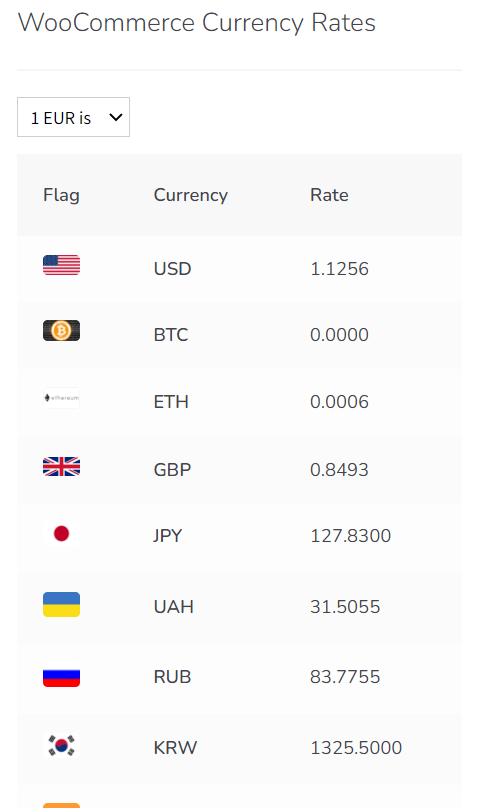 WooCommerce Currency Rates
1 EUR is
Flag Currency Rate
USD 1.1256
BTC 0.0000
ethereum ETH 0.0006
GBP 0.8493
JPY 127.8300
UAH 31.5055
RUB 83.7755
KRW 1325.5000